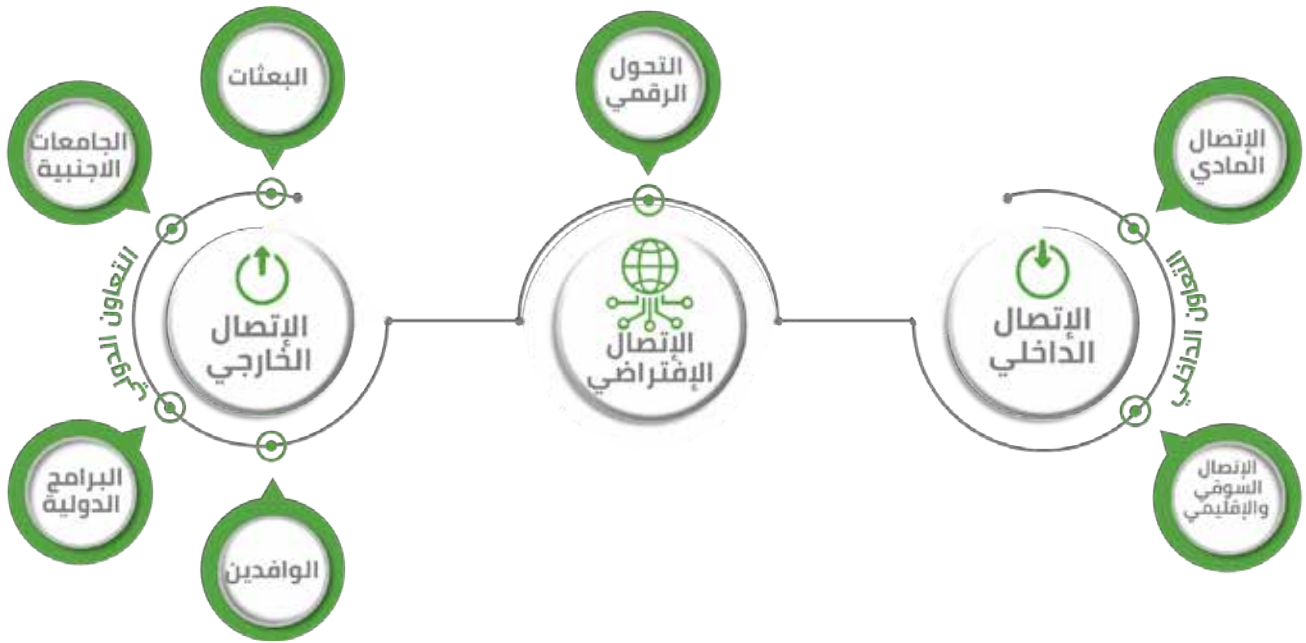 الإتصال
المادي
التعاون الداخلي
الإتصال
الداخلي
الإتصال
السوفي
والإقليمي
التحول
الرقمي
الإتصال
الإفتراضي
البعثات
الجامعات
الاجنبية
التعاون الدولي
الإتصال
الخارجي
البرامج
الدولية
الوافدين